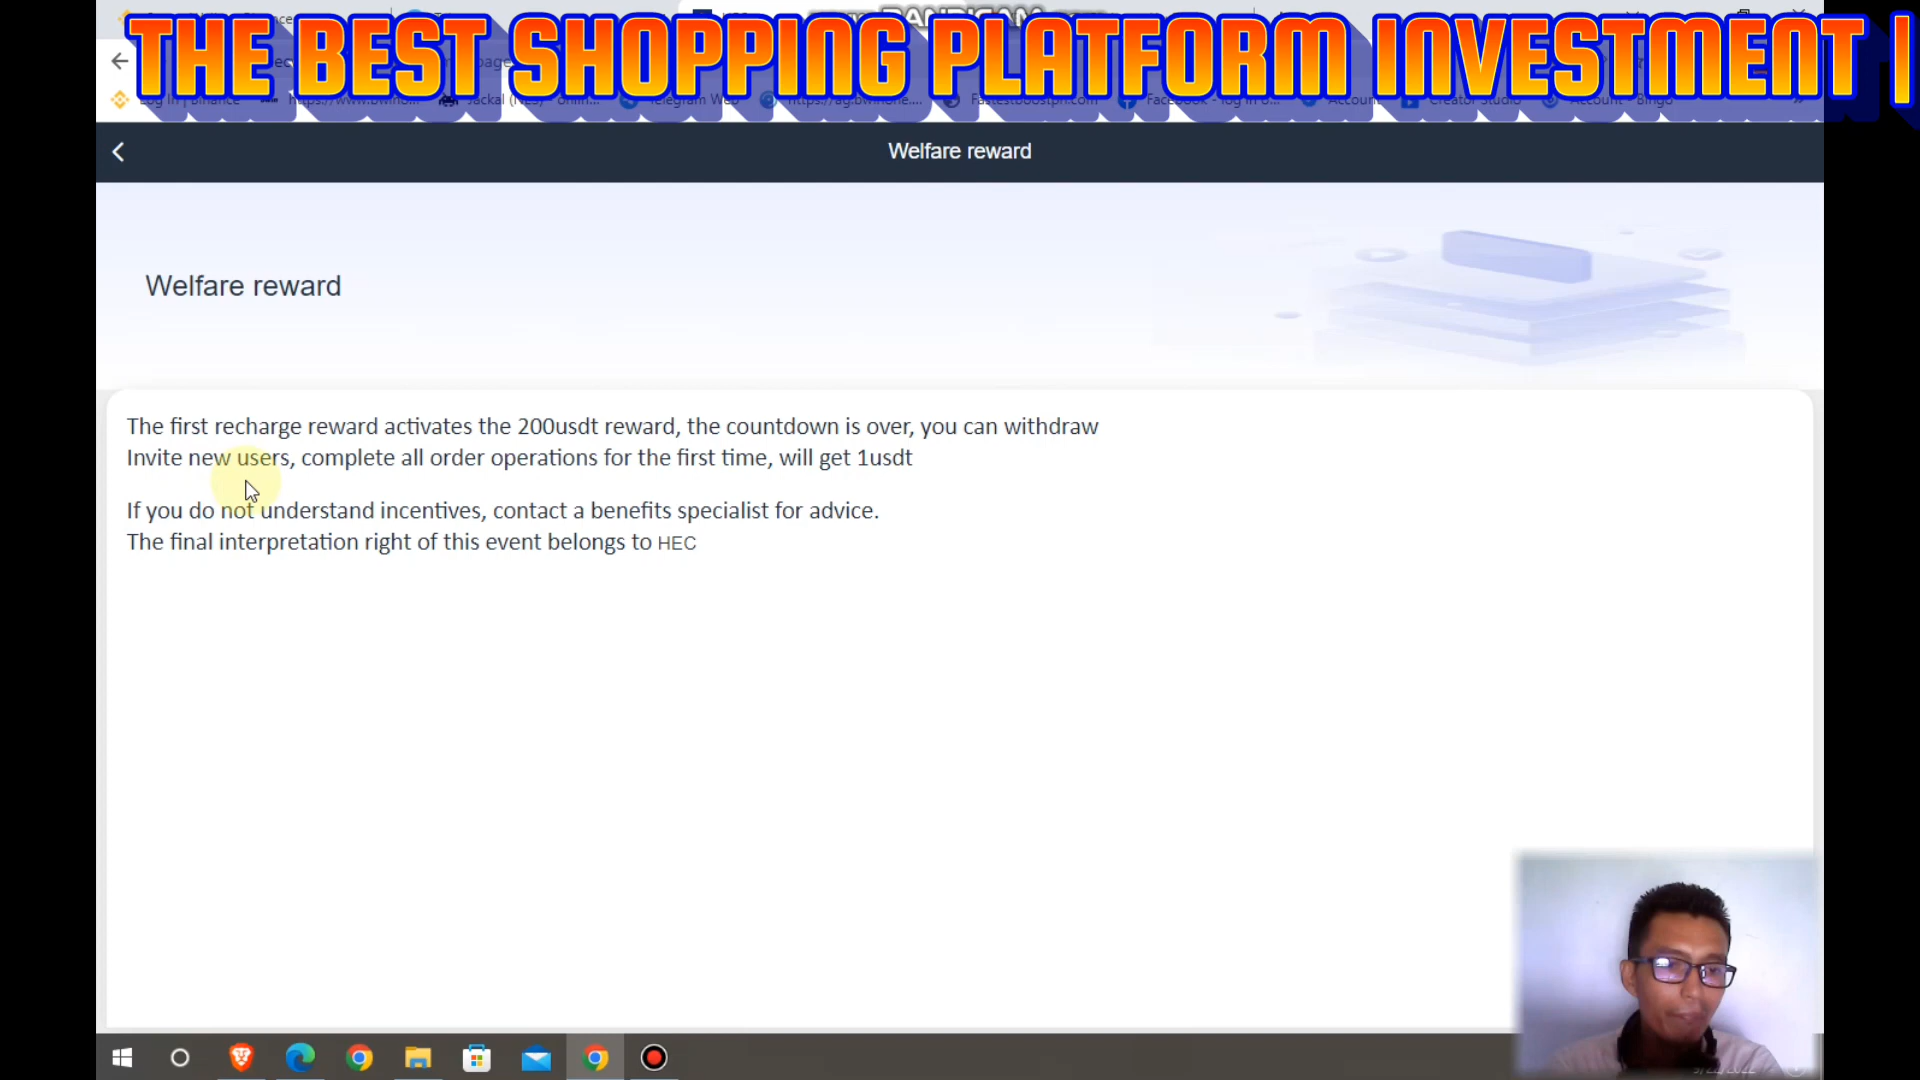 THE BEST SHOPPING PLATFORM INVESTMENT |
Welfare reward
Welfare reward
The first recharge reward activates the 200usdt reward, the countdown is over, you can withdraw
Invite new users, complete all order operations for the first time, will get 1usdt
If you do not understand incentives, contact a benefits specialist for advice.
The final interpretation right of this event belongs to HEC